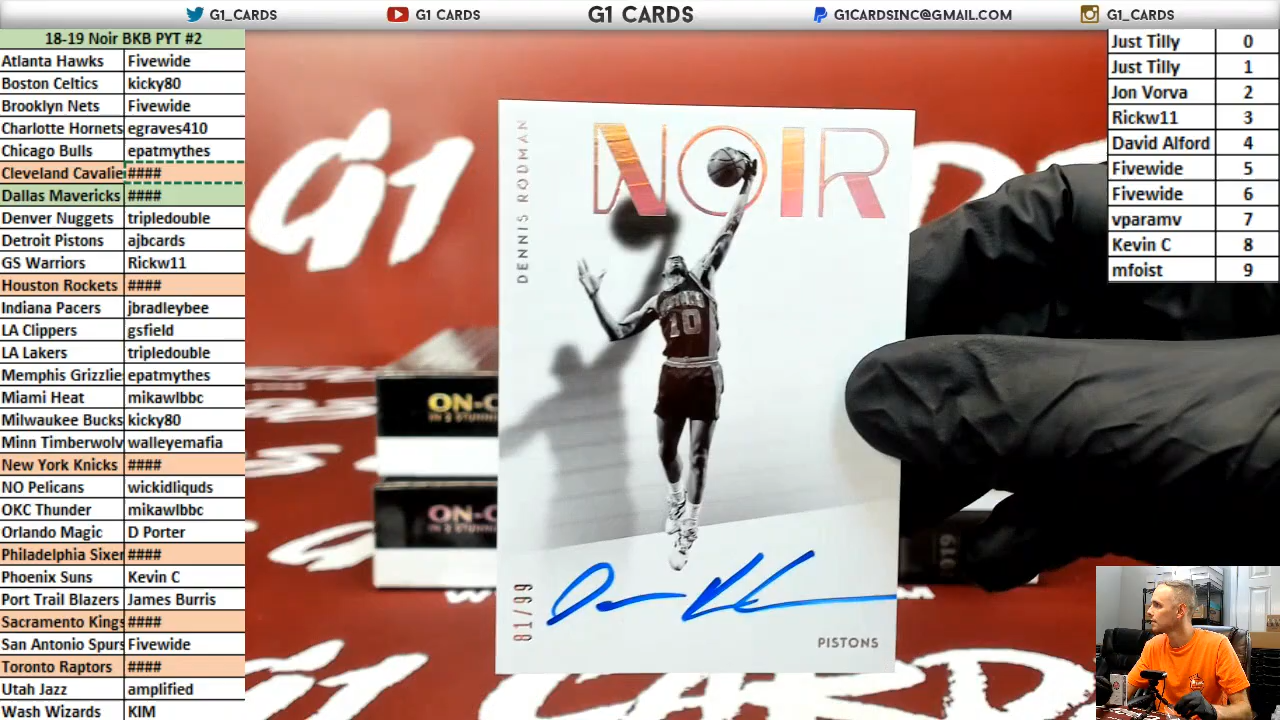 G1_CARDS
G1 CARDS
G1 CARDS
G1CARDSINC@GMAIL.COM
G1_CARDS
18-19 Noir BKB PYT #2
Atlanta Hawks Fivewide
Boston Celtics kicky80
Brooklyn Nets Fivewide
Charlotte Hornets egraves410
Chicago Bulls epatmythes
Cleveland Cavalie ####
Dallas Mavericks ####
Denver Nuggets tripledouble
Detroit Pistons ajbcards
GS Warriors Rickw11
Houston Rockets ####
Indiana Pacers jbradleybee
LA Clippers gsfield
LA Lakers tripledouble
Memphis Grizzlie epatmythes
Miami Heat mikawlbbc
Milwaukee Bucks kicky80
Minn Timberwolv walleyemafia
New York Knicks ####
NO Pelicans wickidliquds
OKC Thunder mikawlbbc
Orlando Magic D Porter
Philadelphia Sixer ####
Phoenix Suns Kevin C
Port Trail Blazers James Burris
Sacramento Kings ####
San Antonio Spurs Fivewide
Toronto Raptors ####
Utah Jazz amplified
Wash Wizards KIM
Just Tilly 0
Just Tilly 1
Jon Vorva 2
Rickw11 3
David Alford 4
Fivewide 5
Fivewide 6
vparamv 7
Kevin C 8
mfoist 9
NOIR
DENNIS RODMAN
10
81/99
PISTONS
G1
ON-C
ON-C
G1 CARD